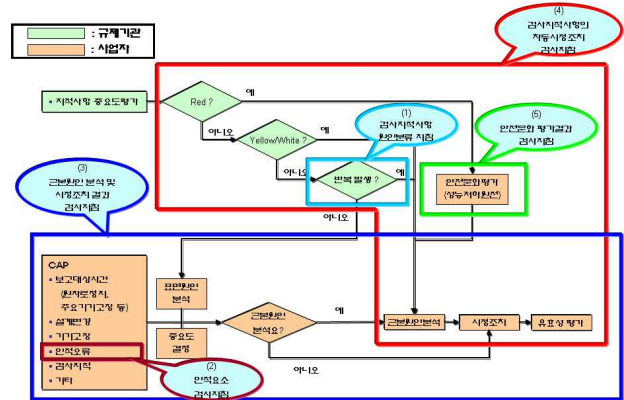 : 규제기관
: 사업자
(4)
검사지적사항의
자동시정조치
검사지침
▪ 지적사항 중요도평가
Red ?
예
아니오
Yellow/White ?
예
아니오
(1)
검사지적사항
원인분류 지침
반복 발생 ?
예
아니오
(5)
안전문화 평가결과
검사지침
안전문화평가
(성능저하원전)
(3)
근본원인 분석 및
시정조치 결과
검사지침
CAP
▪ 보고대상사건
(원자로정지,
주요기기고장 등)
▪ 설계변경
▪ 기기고장
▪ 인적오류
▪ 검사지적
▪ 기타
표면원인
분석
중요도
결정
근본원인
분석요?
예
아니오
근본원인분석
시정조치
유효성 평가
(2)
인적요소
검사지침